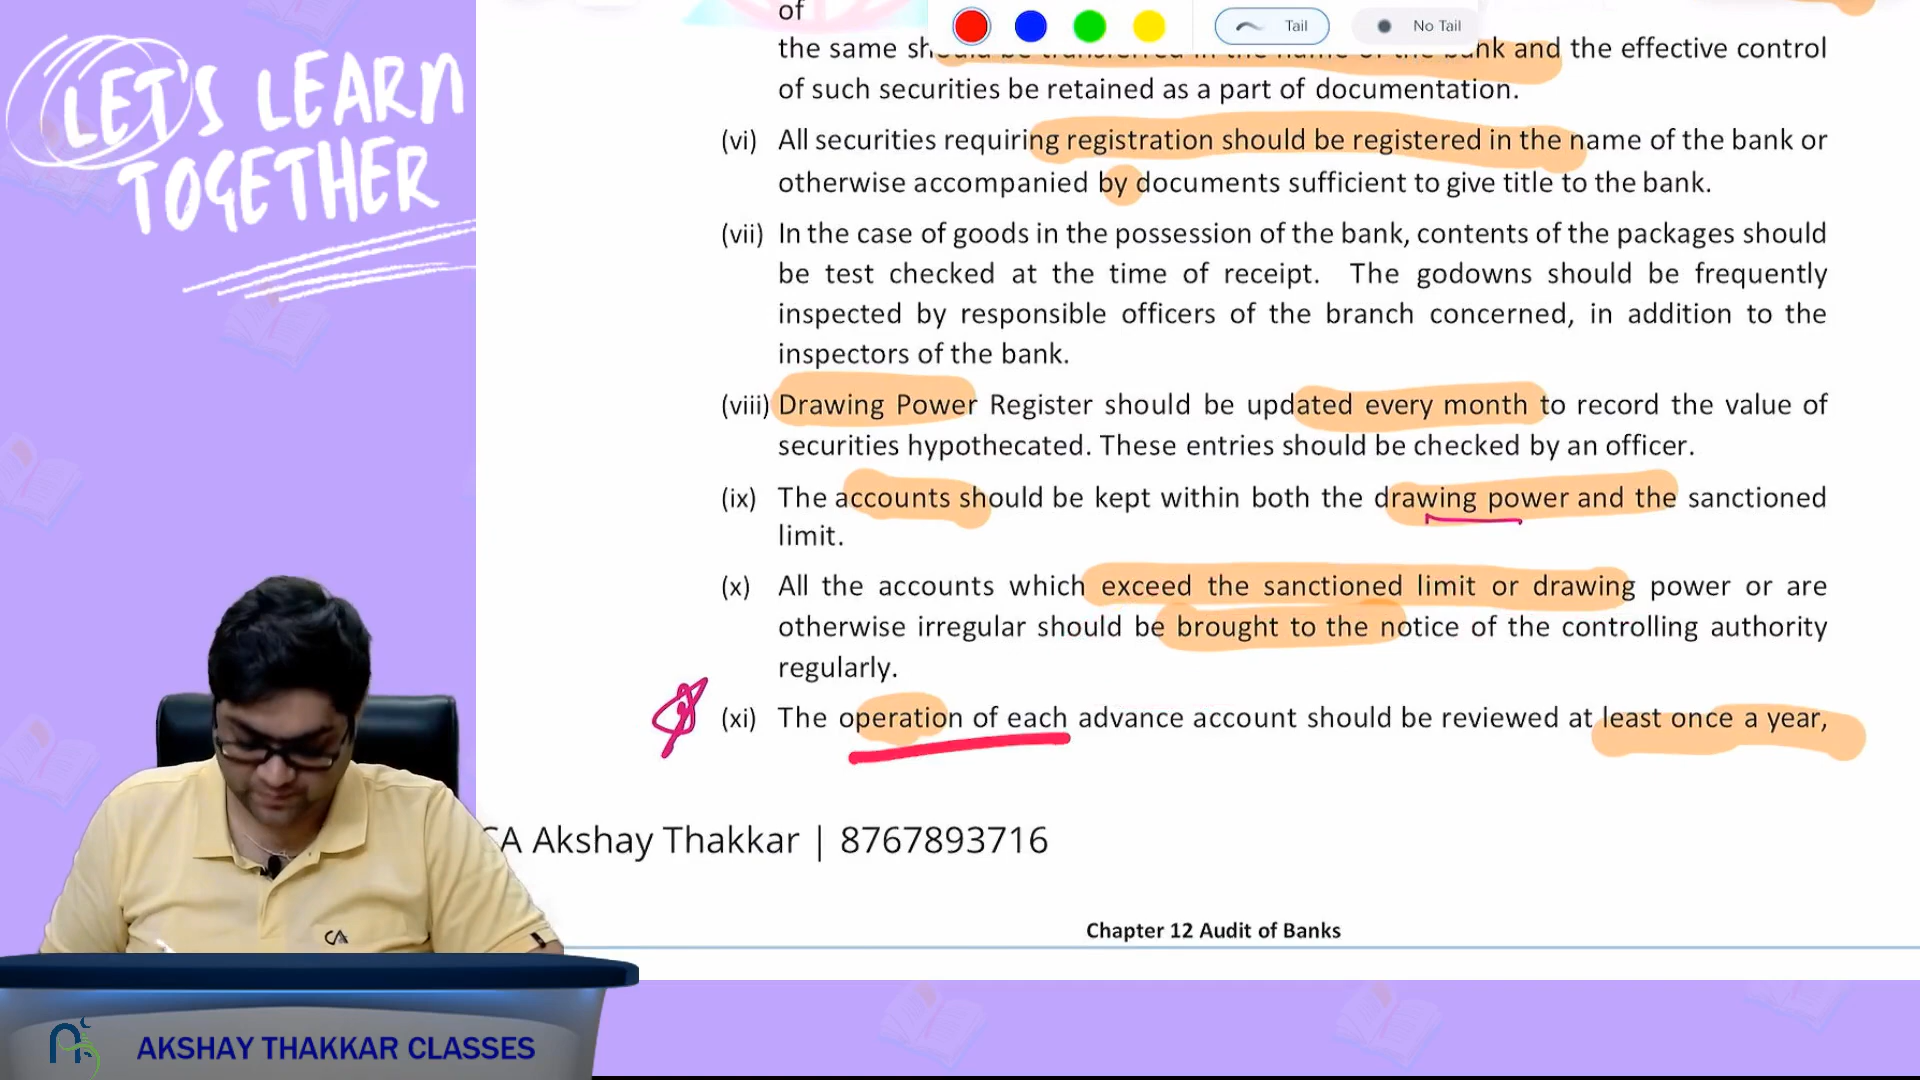 LET'S LEARN
TOGETHER
of
Tail
No Tail
the same should be transferred in the name of the bank and the effective control
of such securities be retained as a part of documentation.
(vi) All securities requiring registration should be registered in the name of the bank or
otherwise accompanied by documents sufficient to give title to the bank.
(vii) In the case of goods in the possession of the bank, contents of the packages should
be test checked at the time of receipt. The godowns should be frequently
inspected by responsible officers of the branch concerned, in addition to the
inspectors of the bank.
(viii) Drawing Power Register should be updated every month to record the value of
securities hypothecated. These entries should be checked by an officer.
(ix) The accounts should be kept within both the drawing power and the sanctioned
limit.
(x) All the accounts which exceed the sanctioned limit or drawing power or are
otherwise irregular should be brought to the notice of the controlling authority
regularly.
(xi) The operation of each advance account should be reviewed at least once a year,
CA Akshay Thakkar | 8767893716
Chapter 12 Audit of Banks
CA
AKSHAY THAKKAR CLASSES